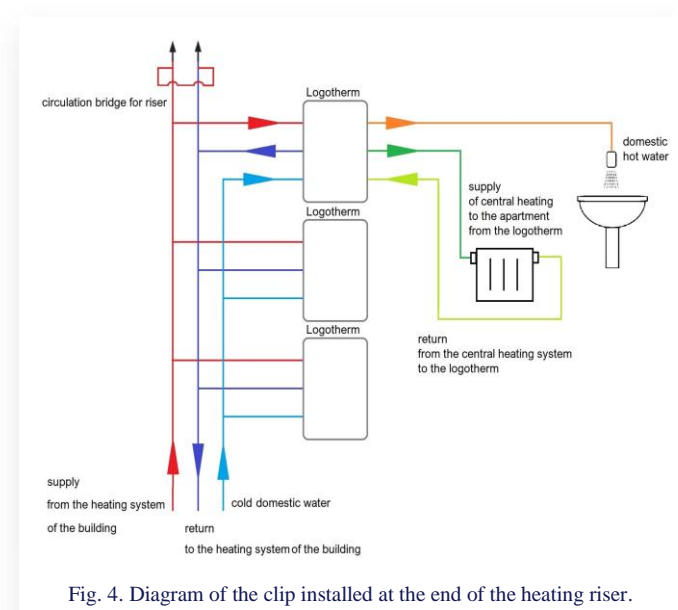 Logotherm
circulation bridge for riser
domestic
hot water
supply
of central heating
to the apartment
from the logotherm
Logotherm
Logotherm
return
from the central heating system
to the logotherm
supply
from the heating system
of the building
cold domestic water
return
to the heating system of the building
Fig. 4. Diagram of the clip installed at the end of the heating riser.